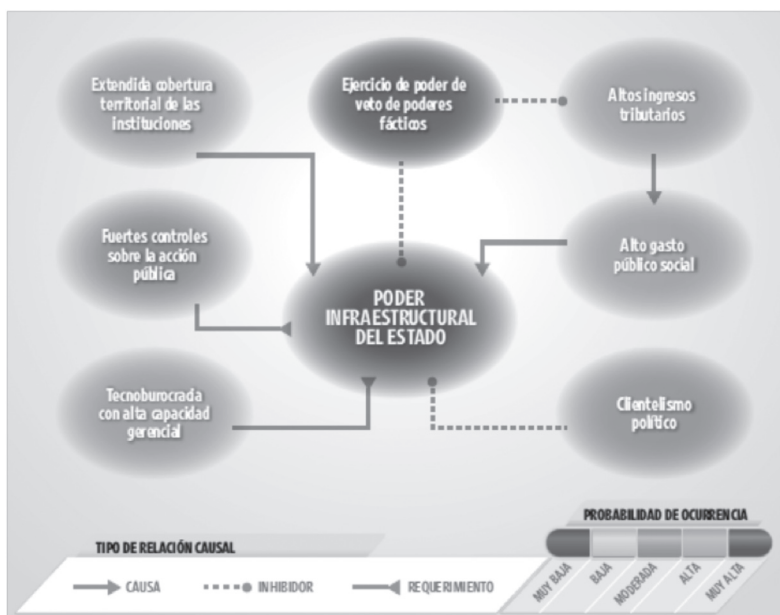 Extendida cobertura
territorial de las
instituciones
Ejercicio de poder de
veto de poderes
fácticos
Altos ingresos
tributarios
Fuertes controles
sobre la acción
pública
Alto gasto
público social
PODER
INFRAESTRUCTURAL
DEL ESTADO
Tecnoburocrada
con alta capacidad
gerencial
Clientelismo
político
PROBABILIDAD DE OCURRENCIA
MUY BAJA
BAJA
MODERADA
ALTA
MUY ALTA
TIPO DE RELACIÓN CAUSAL
CAUSA
INHIBIDOR
REQUERIMIENTO